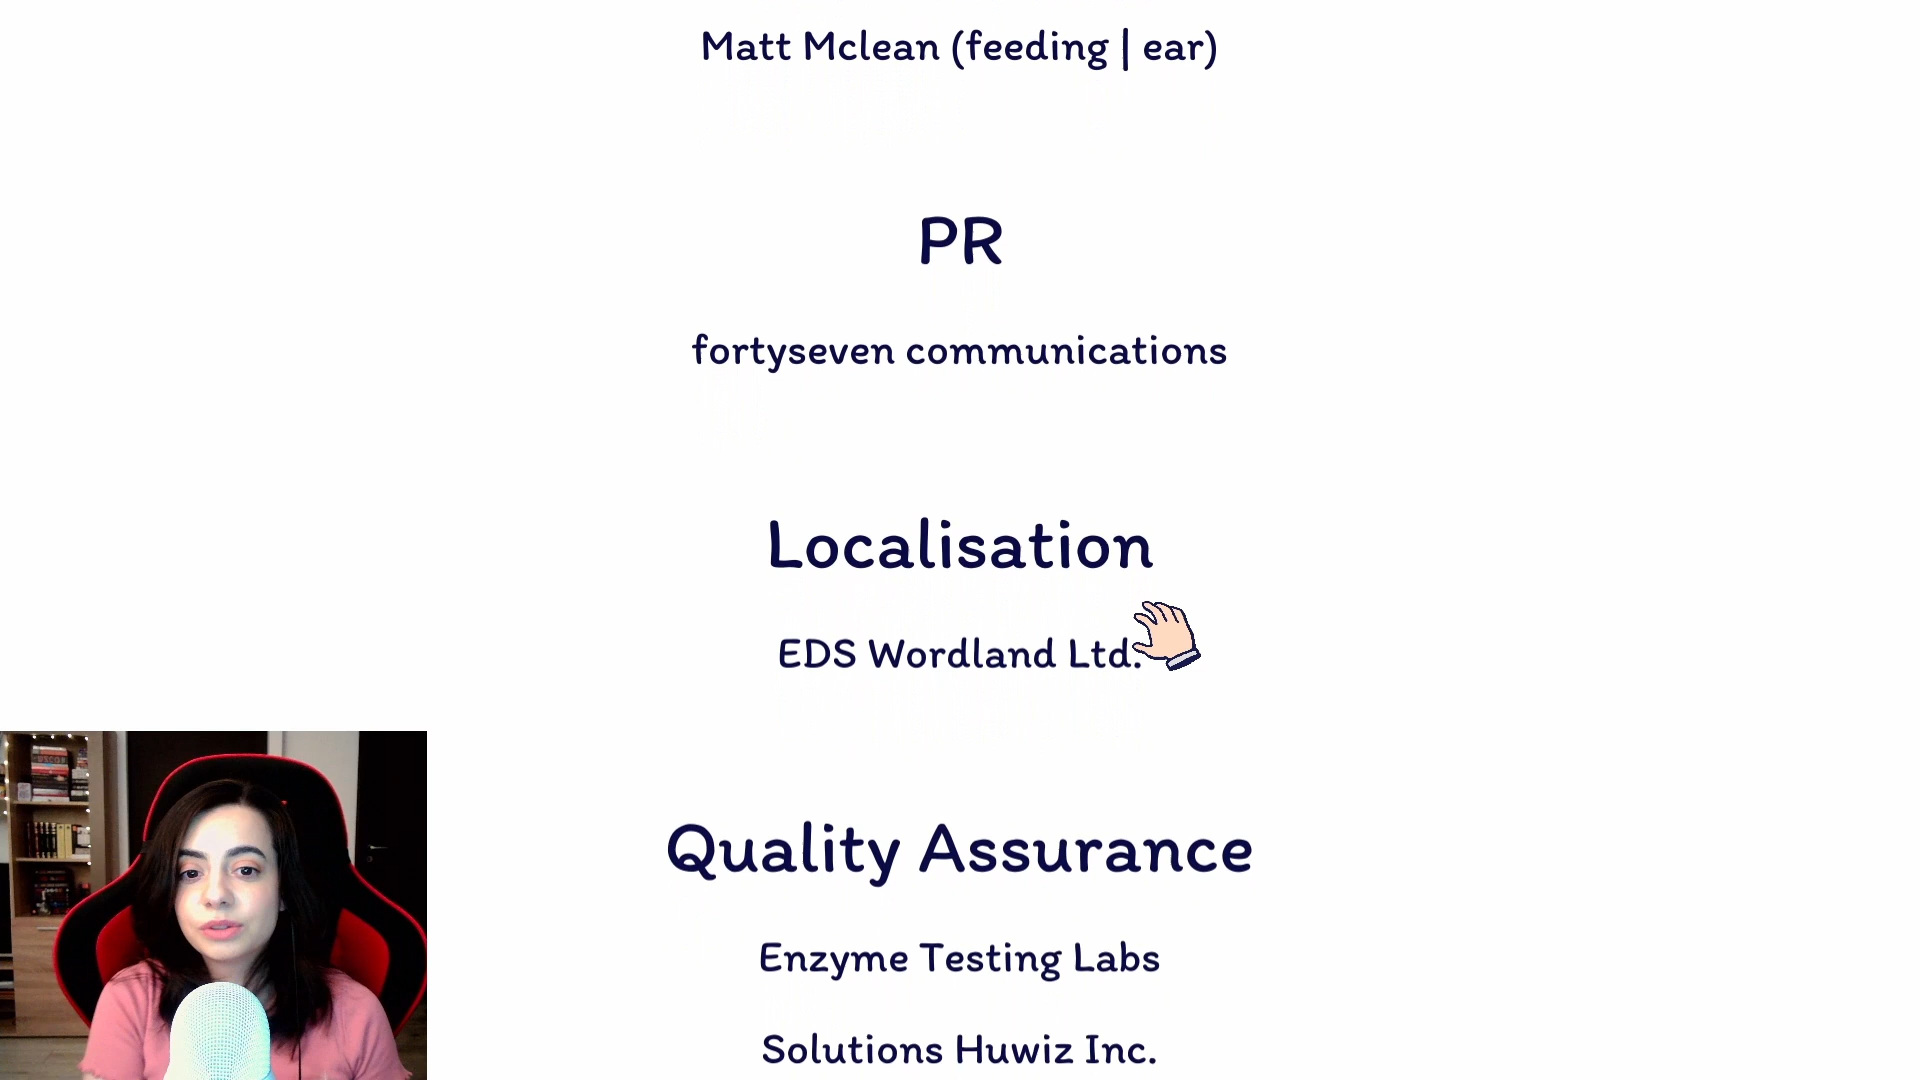 Matt Mclean (feeding | ear)
PR
fortyseven communications
Localisation
EDS Wordland Ltd.
Quality Assurance
Enzyme Testing Labs
Solutions Huwiz Inc.